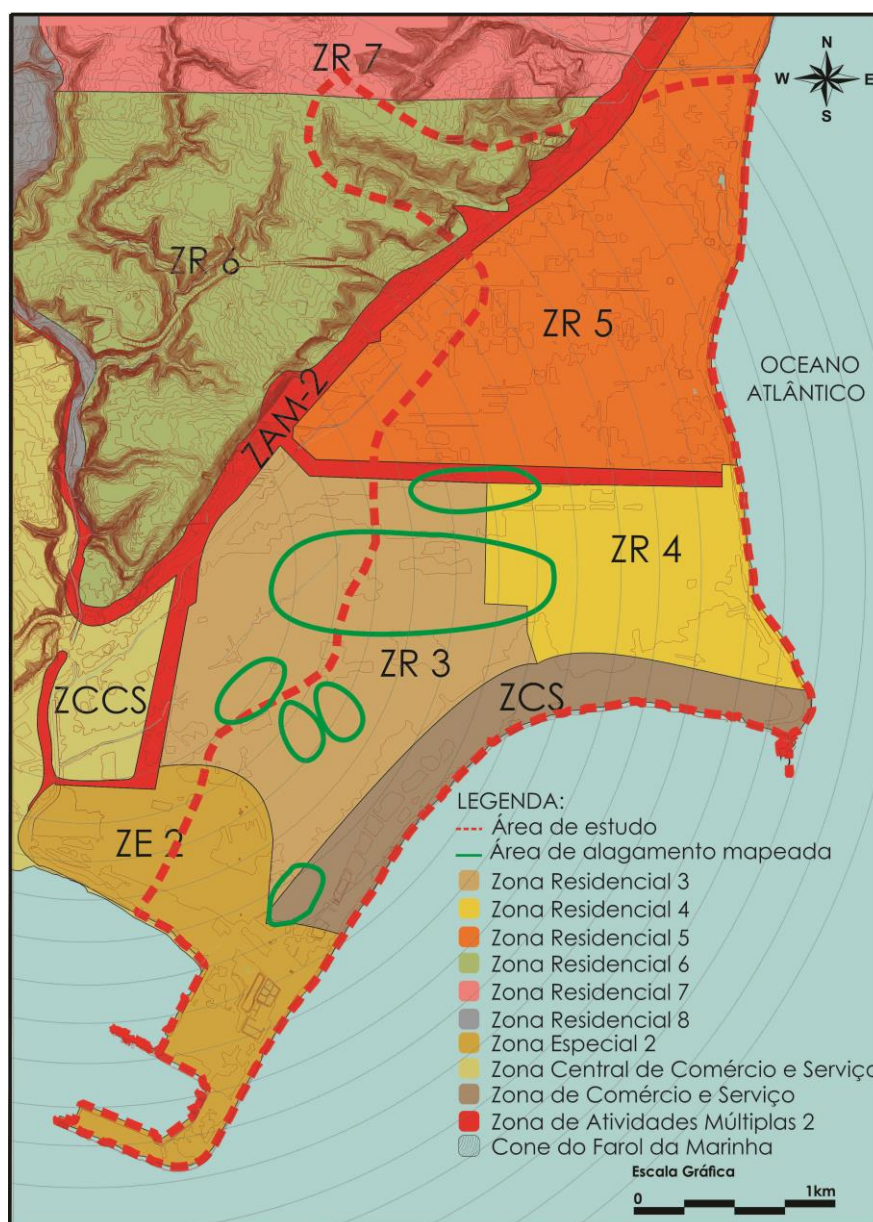 ZR 7
N
W E
S
ZR 6
ZR 5
OCEANO
ATLÂNTICO
ZAM-2
ZR 4
ZR 3
ZCCS
ZCS
ZE 2
LEGENDA:
Área de estudo
Área de alagamento mapeada
Zona Residencial 3
Zona Residencial 4
Zona Residencial 5
Zona Residencial 6
Zona Residencial 7
Zona Residencial 8
Zona Especial 2
Zona Central de Comércio e Serviço
Zona de Comércio e Serviço
Zona de Atividades Múltiplas 2
Cone do Farol da Marinha
Escala Gráfica
0 1km